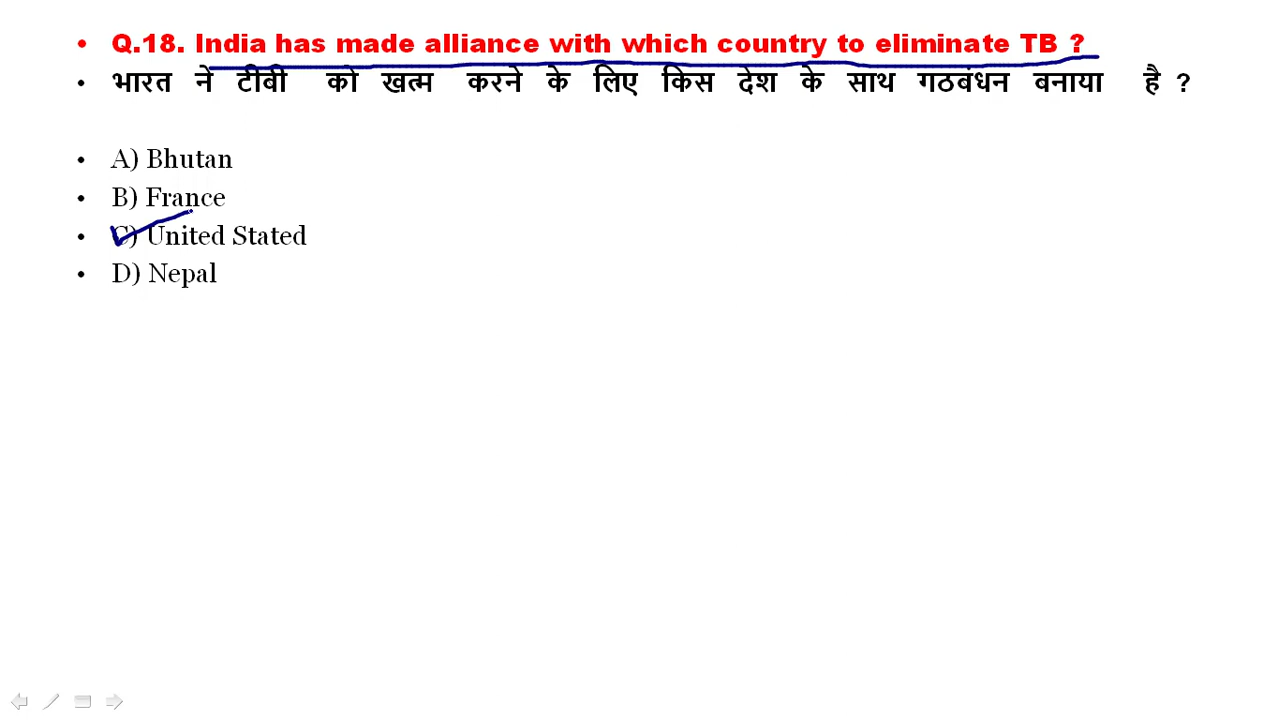 • Q.18. India has made alliance with which country to eliminate TB ?
• भारत ने टीबी को खत्म करने के लिए किस देश के साथ गठबंधन बनाया है ?
• A) Bhutan
• B) France
• C) United Stated
• D) Nepal